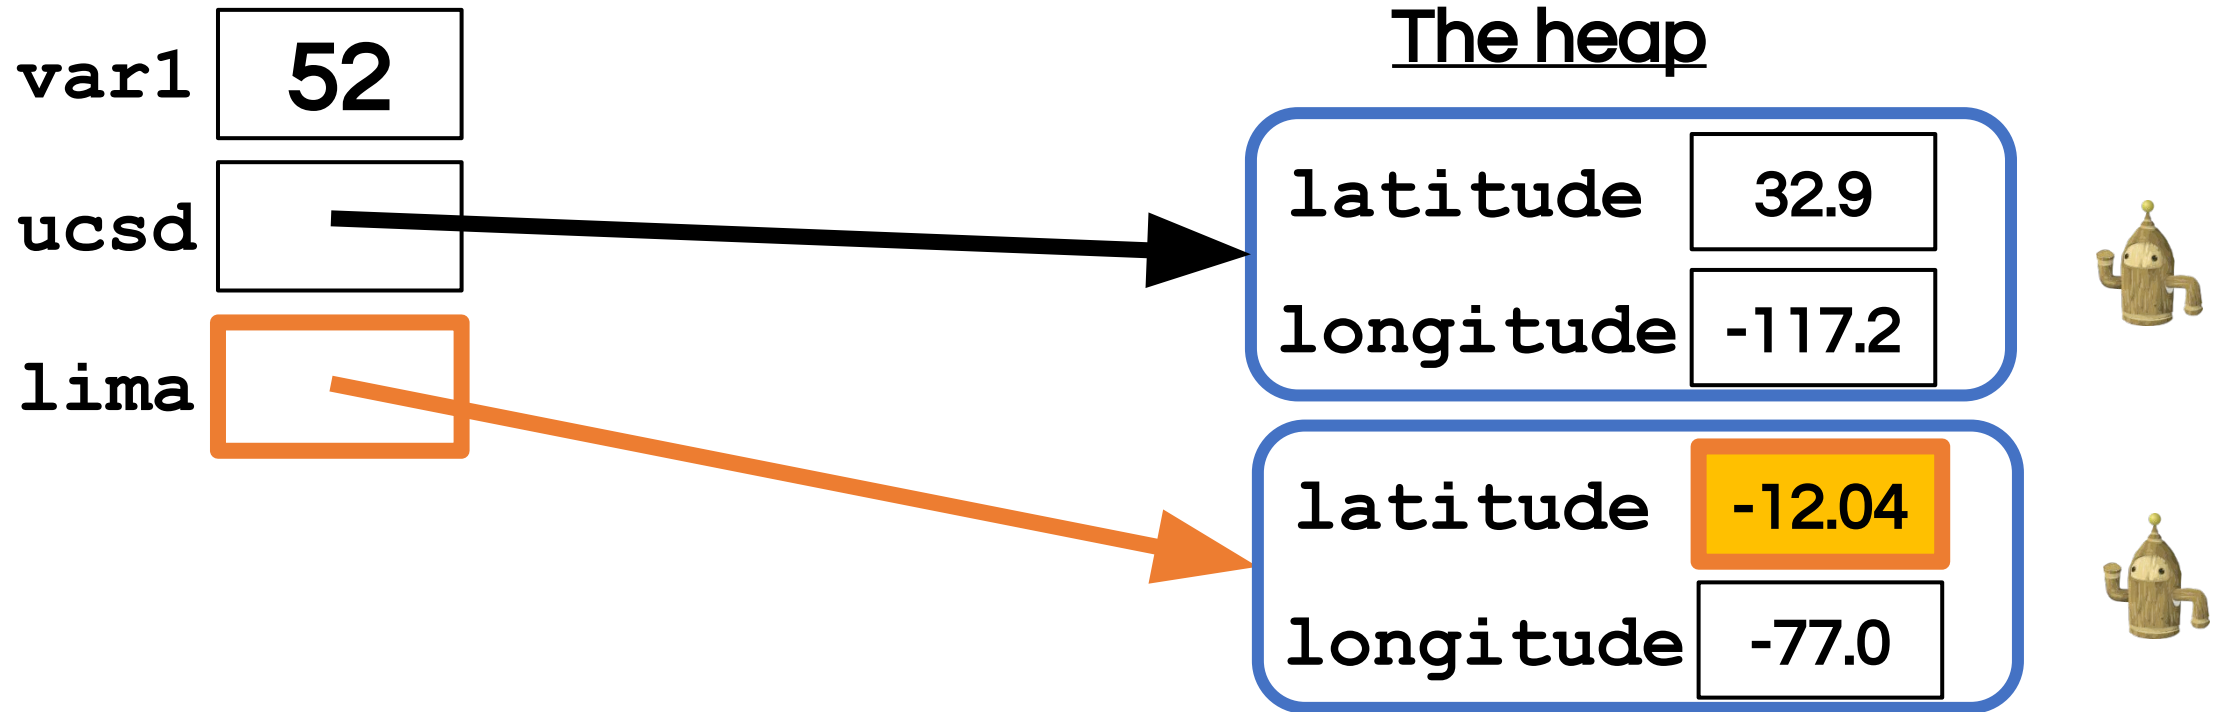 The heap
var1 52
ucsd
lima
latitude 32.9
longitude -117.2
latitude -12.04
longitude -77.0